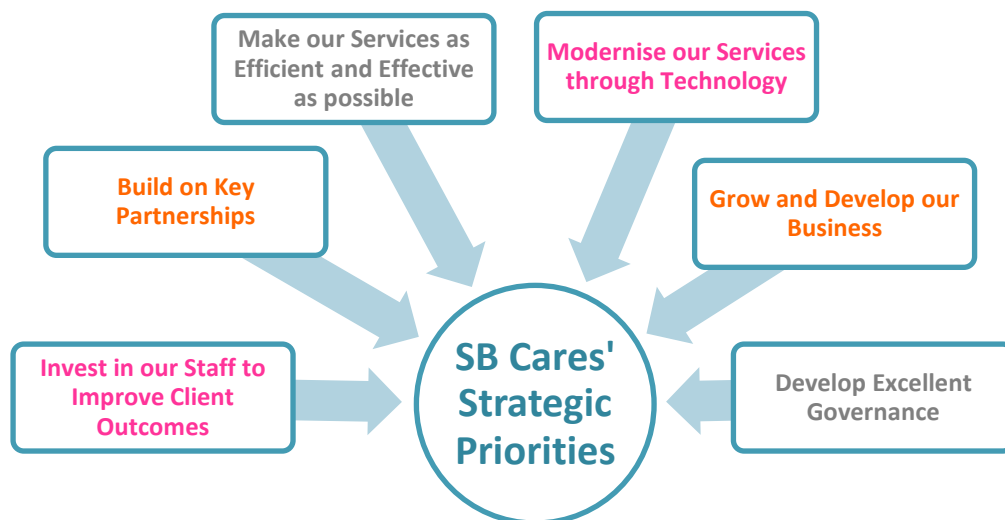 Make our Services as
Efficient and Effective
as possible
Modernise our Services
through Technology
Build on Key
Partnerships
Grow and Develop our
Business
Invest in our Staff to
Improve Client
Outcomes
SB Cares'
Strategic
Priorities
Develop Excellent
Governance